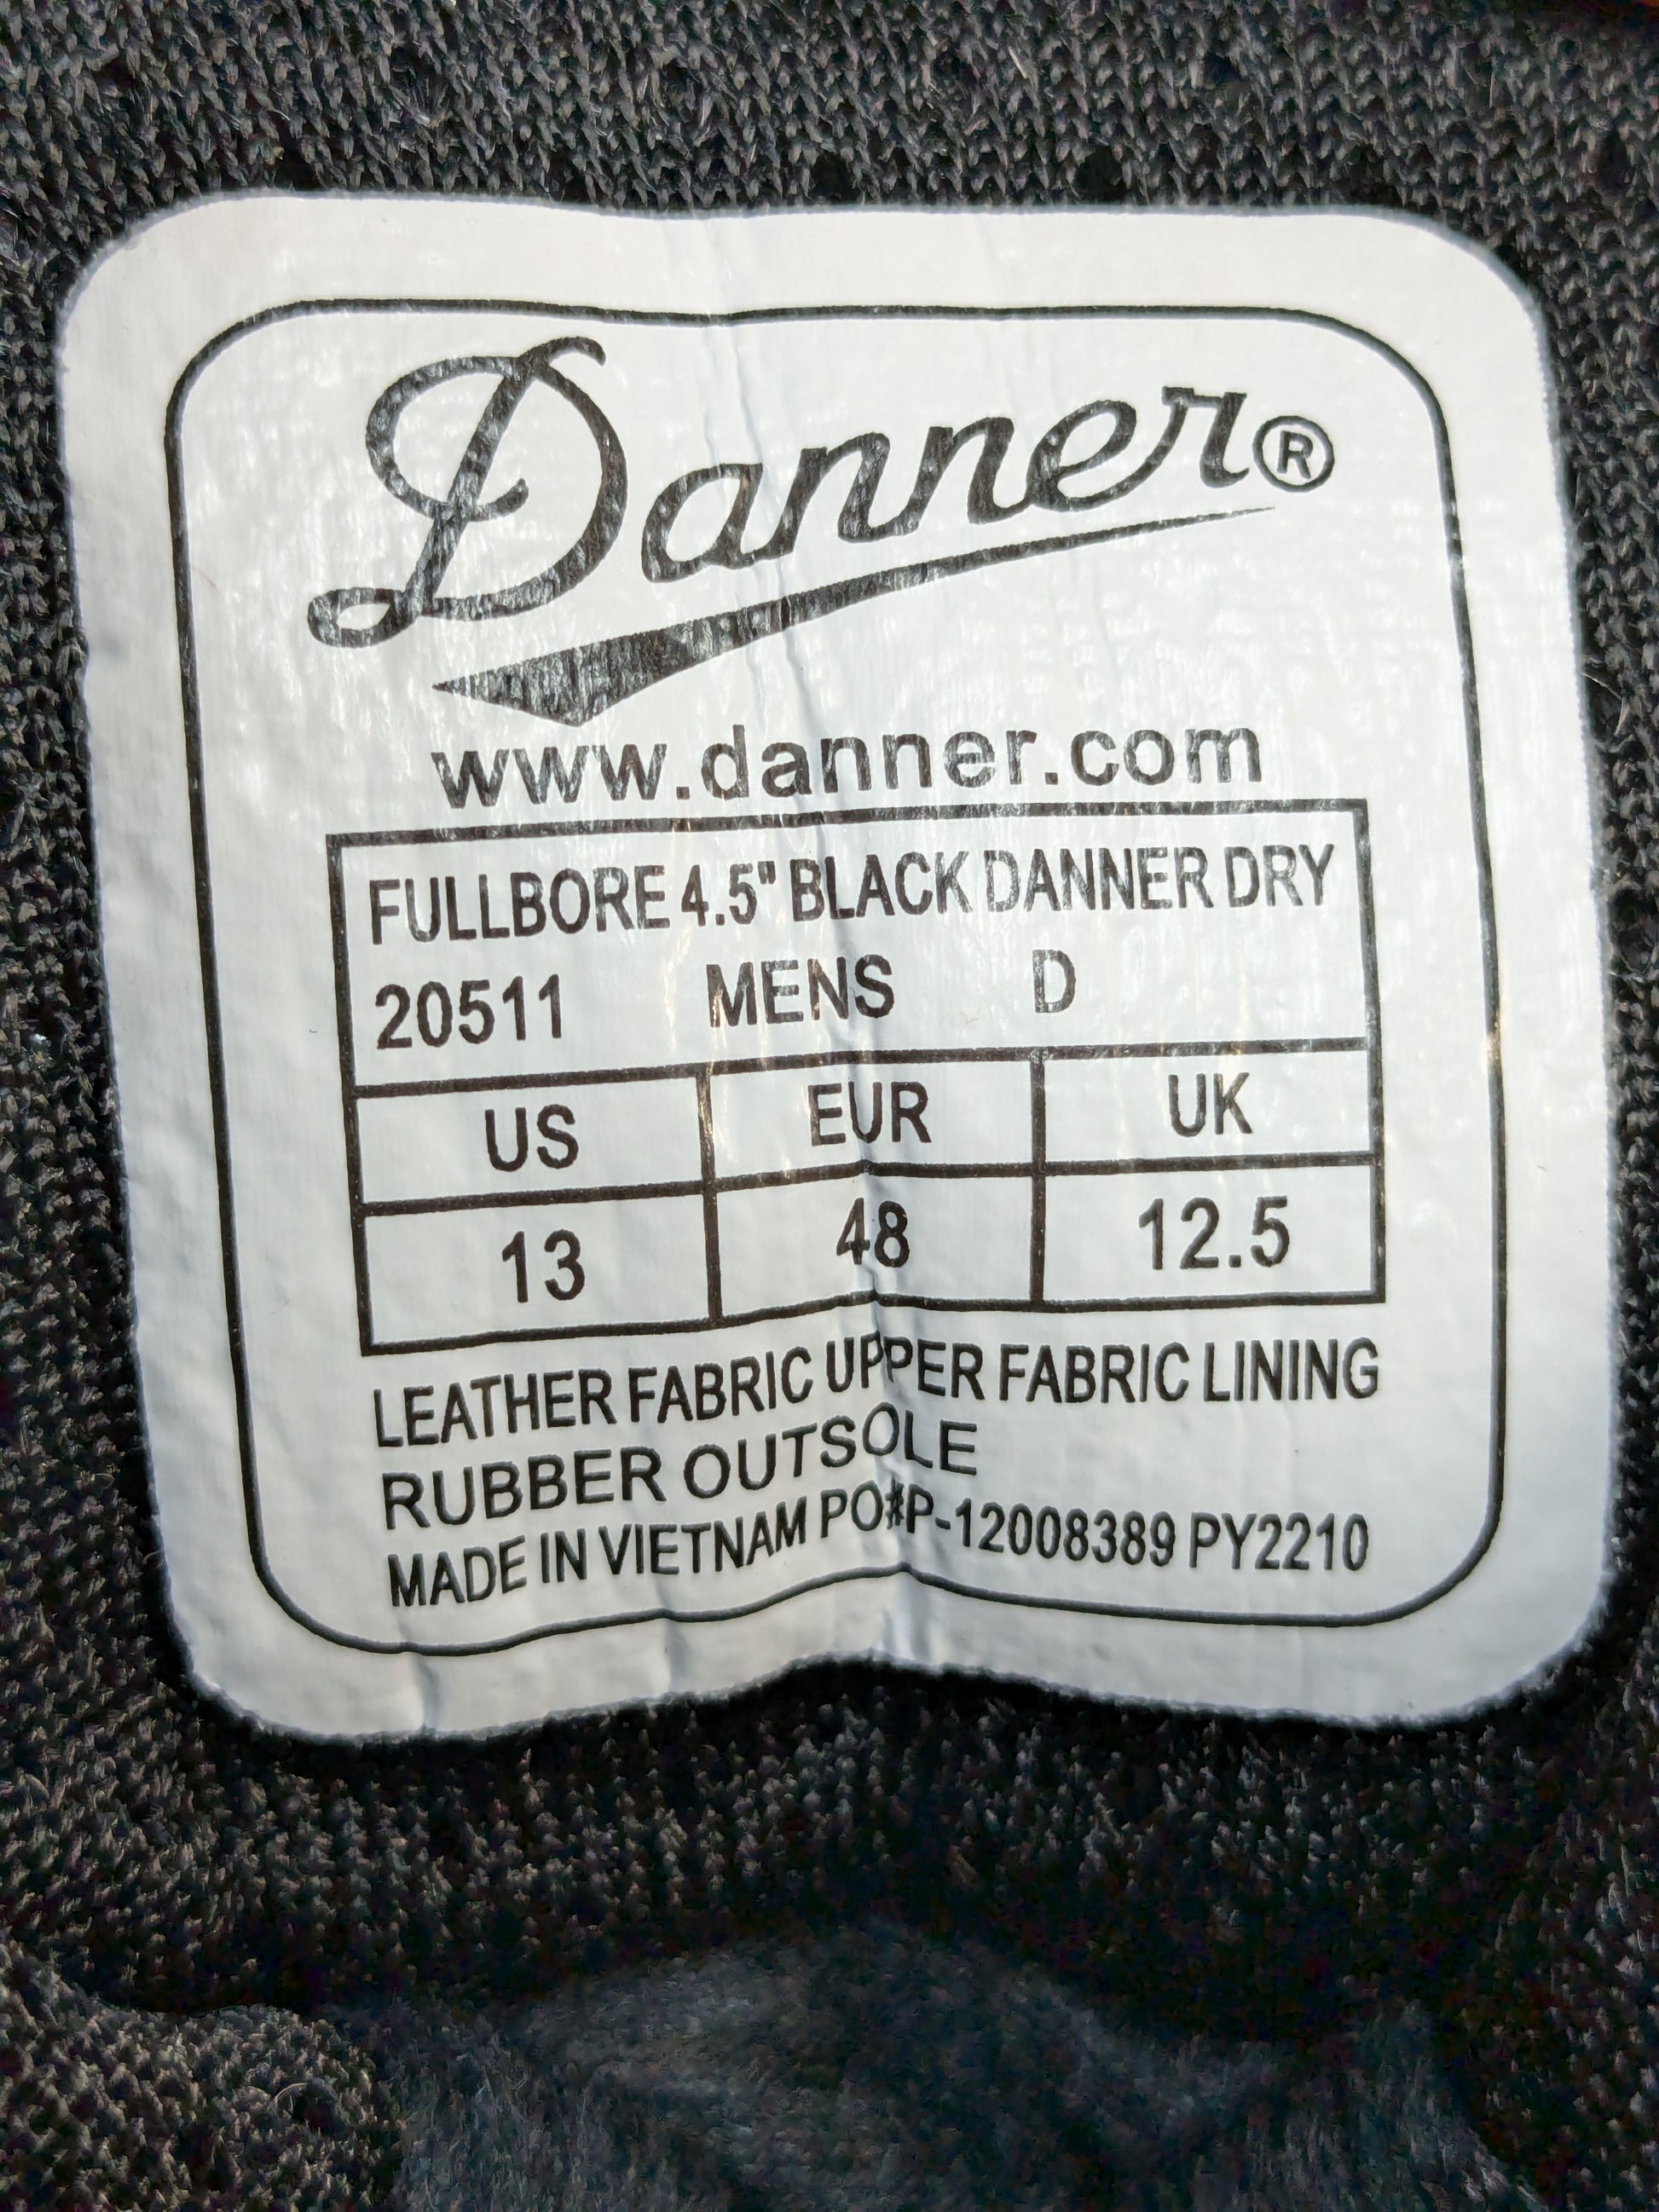 Danner®
www.danner.com
FULLBORE 4.5" BLACK DANNER DRY
20511 MENS D
US EUR UK
13 48 12.5
LEATHER FABRIC UPPER FABRIC LINING
RUBBER OUTSOLE
MADE IN VIETNAM PO#P-12008389 PY2210